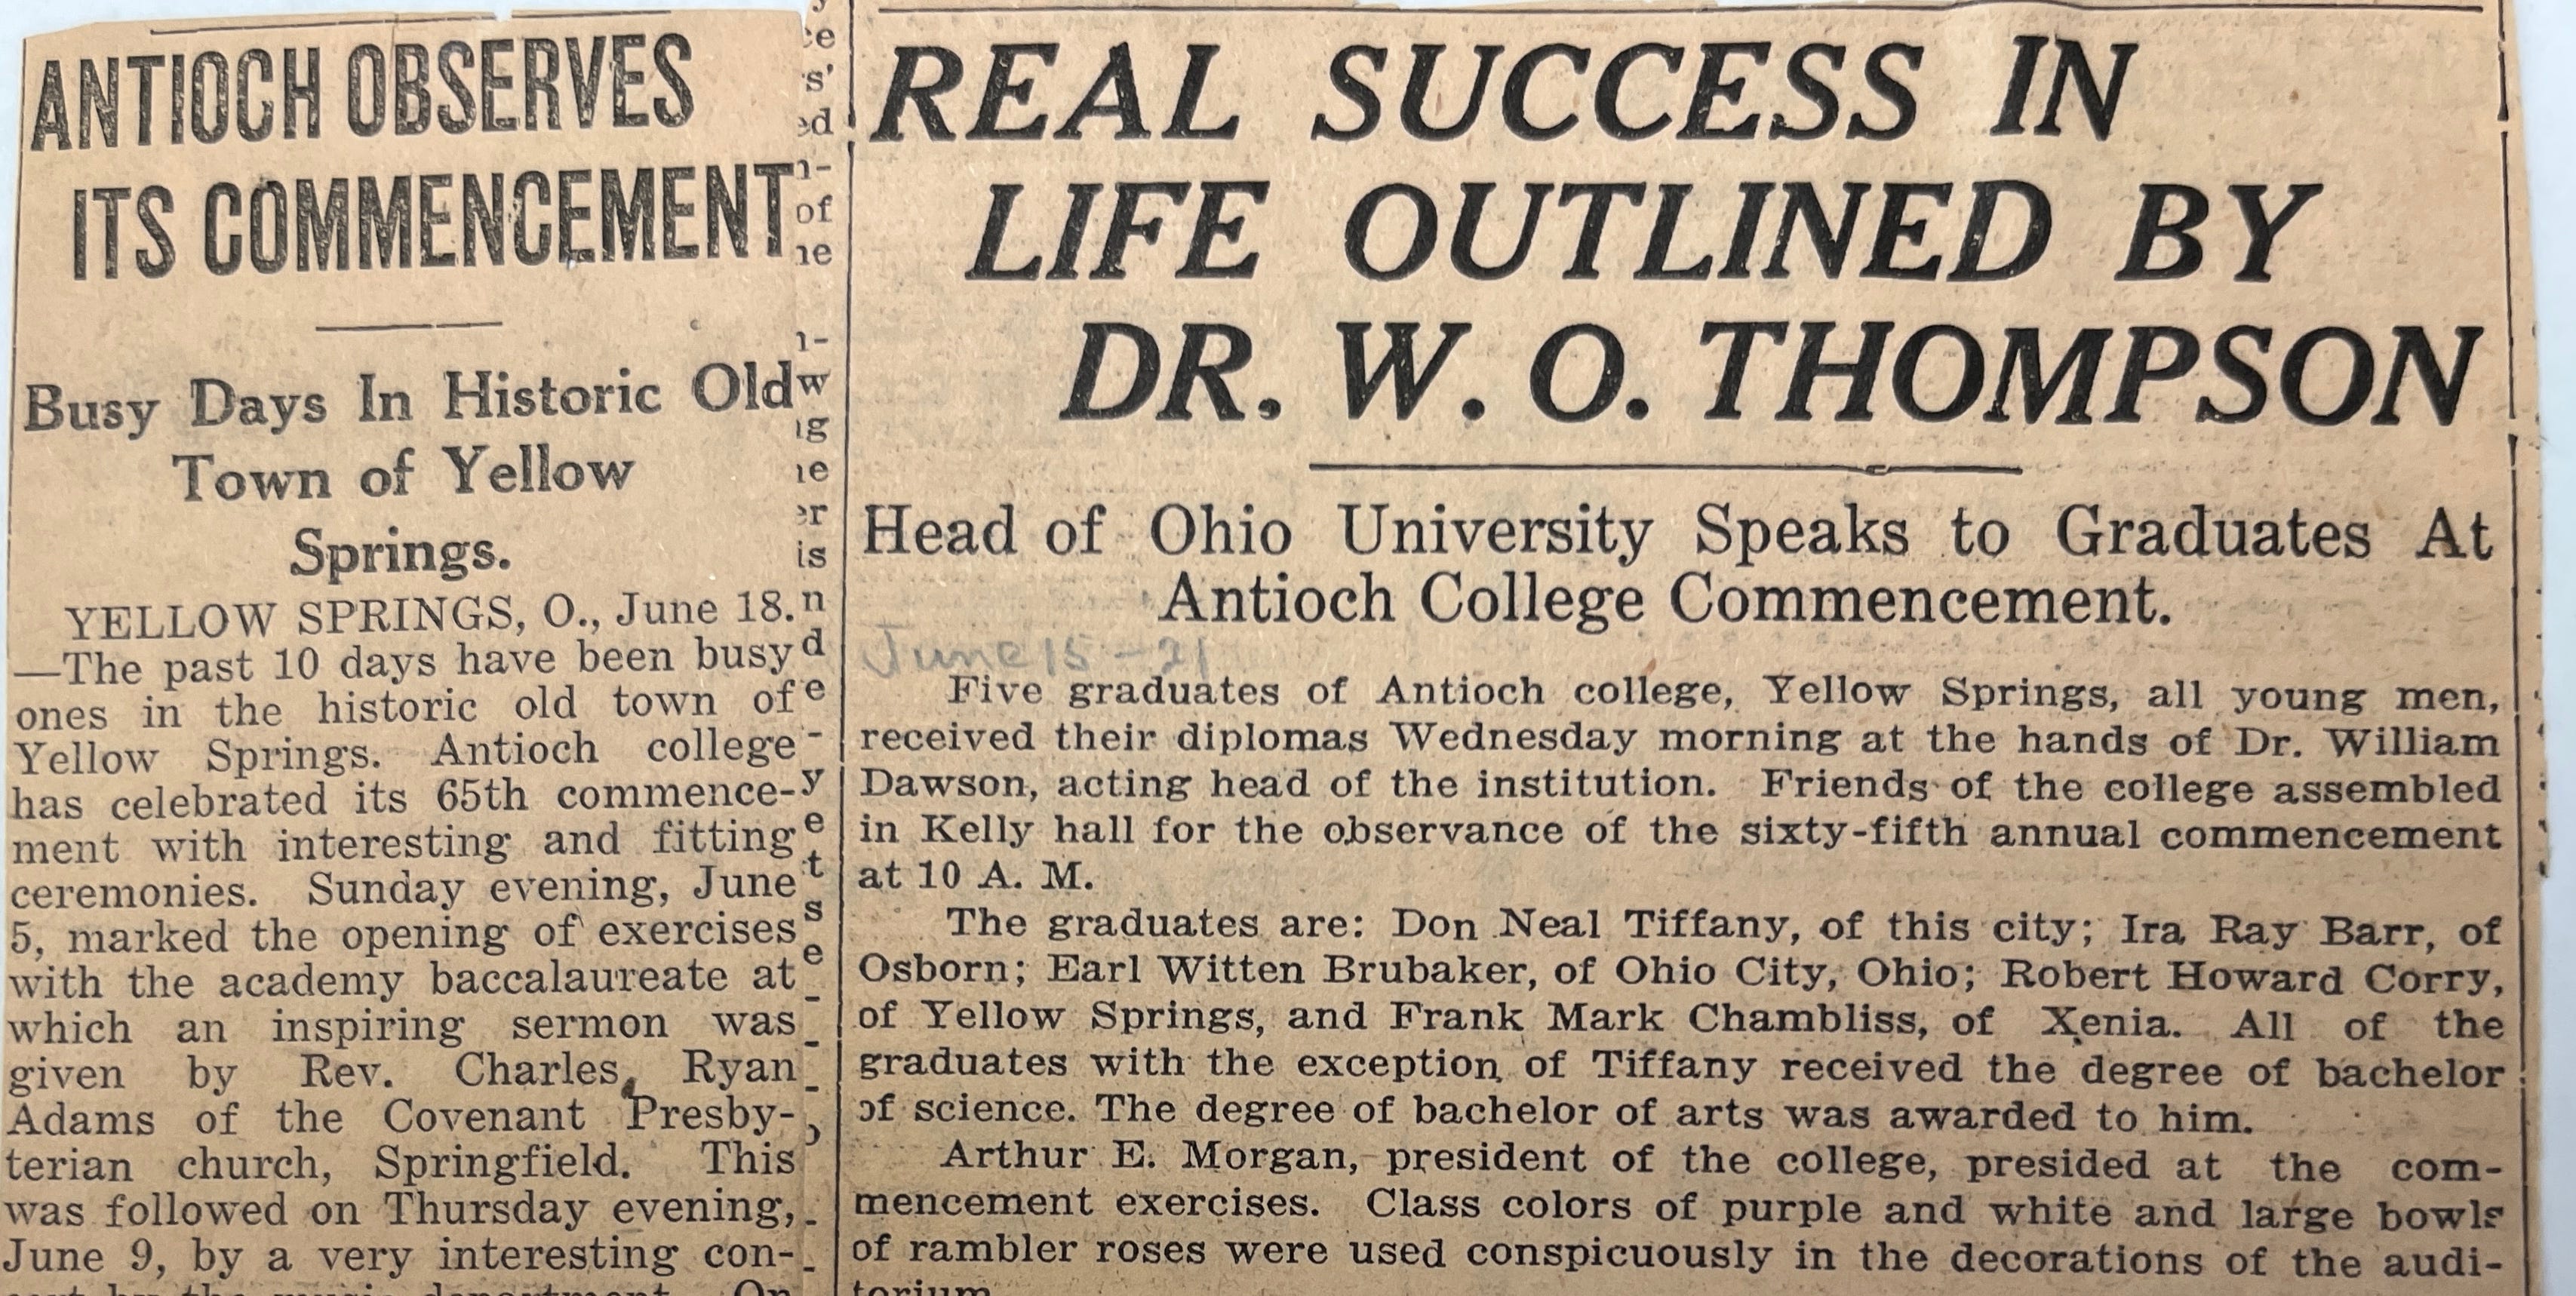 ANTIOCH OBSERVES
ITS COMMENCEMENT
Busy Days In Historic Old
Town of Yellow
Springs.
YELLOW SPRINGS, O., June 18.
—The past 10 days have been busy
ones in the historic old town of
Yellow Springs. Antioch college
has celebrated its 65th commence-
ment with interesting and fitting
ceremonies. Sunday evening, June
5, marked the opening of exercises
with the academy baccalaureate at
which an inspiring sermon was
given by Rev. Charles Ryan
Adams of the Covenant Presby-
terian church, Springfield. This
was followed on Thursday evening,
June 9, by a very interesting con-
REAL SUCCESS IN
LIFE OUTLINED BY
DR. W. O. THOMPSON
Head of Ohio University Speaks to Graduates At
Antioch College Commencement.
June 15 - 21
Five graduates of Antioch college, Yellow Springs, all young men,
received their diplomas Wednesday morning at the hands of Dr. William
Dawson, acting head of the institution. Friends of the college assembled
in Kelly hall for the observance of the sixty-fifth annual commencement
at 10 A. M.
The graduates are: Don Neal Tiffany, of this city; Ira Ray Barr, of
Osborn; Earl Witten Brubaker, of Ohio City, Ohio; Robert Howard Corry,
of Yellow Springs, and Frank Mark Chambliss, of Xenia. All of the
graduates with the exception of Tiffany received the degree of bachelor
of science. The degree of bachelor of arts was awarded to him.
Arthur E. Morgan, president of the college, presided at the com-
mencement exercises. Class colors of purple and white and large bowls
of rambler roses were used conspicuously in the decorations of the audi-
torium